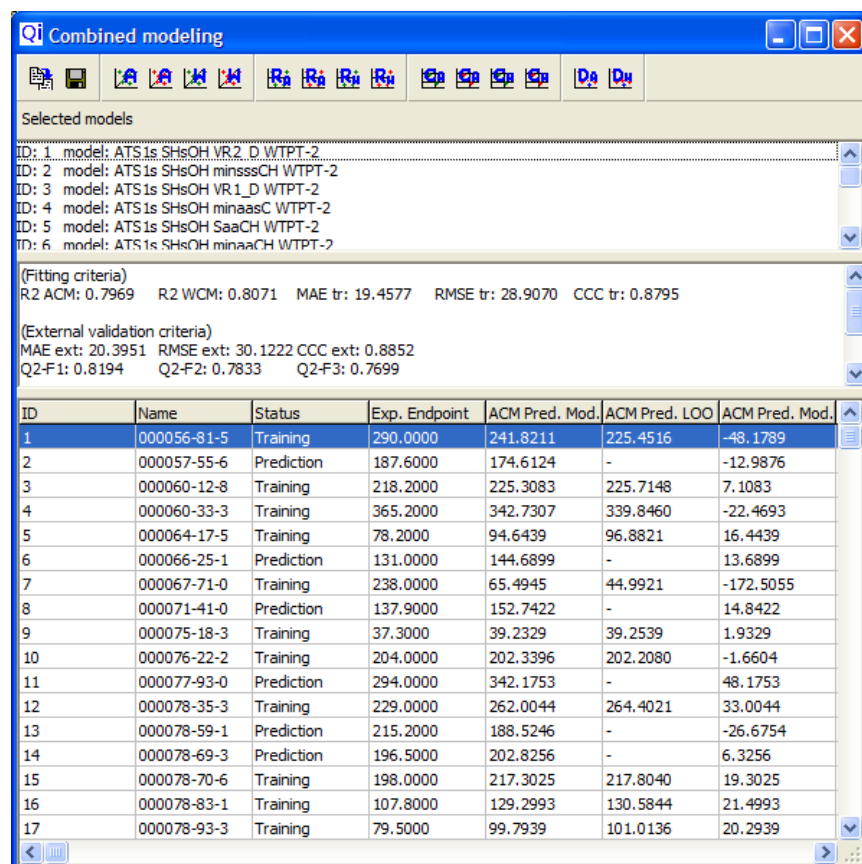 Qi Combined modeling
Selected models
ID: 1 model: ATS1s SHsOH VR2_D WTPT-2
ID: 2 model: ATS1s SHsOH minsssCH WTPT-2
ID: 3 model: ATS1s SHsOH VR1_D WTPT-2
ID: 4 model: ATS1s SHsOH minaasC WTPT-2
ID: 5 model: ATS1s SHsOH SaaCH WTPT-2
ID: 6 model: ATS1s SHsOH minaaCH WTPT-2
(Fitting criteria)
R2 ACM: 0.7969 R2 WCM: 0.8071 MAE tr: 19.4577 RMSE tr: 28.9070 CCC tr: 0.8795
(External validation criteria)
MAE ext: 20.3951 RMSE ext: 30.1222 CCC ext: 0.8852
Q2-F1: 0.8194 Q2-F2: 0.7833 Q2-F3: 0.7699
ID Name Status Exp. Endpoint ACM Pred. Mod. ACM Pred. LOO ACM Pred. Mod.
1 000056-81-5 Training 290.0000 241.8211 225.4516 -48.1789
2 000057-55-6 Prediction 187.6000 174.6124 - -12.9876
3 000060-12-8 Training 218.2000 225.3083 225.7148 7.1083
4 000060-33-3 Training 365.2000 342.7307 339.8460 -22.4693
5 000064-17-5 Training 78.2000 94.6439 96.8821 16.4439
6 000066-25-1 Prediction 131.0000 144.6899 - 13.6899
7 000067-71-0 Training 238.0000 65.4945 44.9921 -172.5055
8 000071-41-0 Prediction 137.9000 152.7422 - 14.8422
9 000075-18-3 Training 37.3000 39.2329 39.2539 1.9329
10 000076-22-2 Training 204.0000 202.3396 202.2080 -1.6604
11 000077-93-0 Prediction 294.0000 342.1753 - 48.1753
12 000078-35-3 Training 229.0000 262.0044 264.4021 33.0044
13 000078-59-1 Prediction 215.2000 188.5246 - -26.6754
14 000078-69-3 Prediction 196.5000 202.8256 - 6.3256
15 000078-70-6 Training 198.0000 217.3025 217.8040 19.3025
16 000078-83-1 Training 107.8000 129.2993 130.5844 21.4993
17 000078-93-3 Training 79.5000 99.7939 101.0136 20.2939